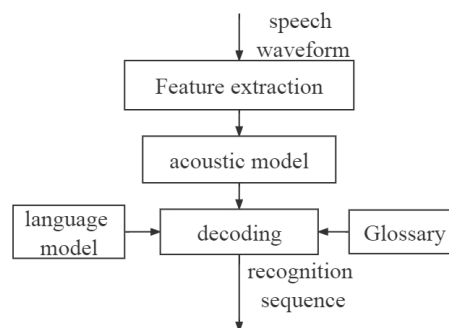 speech
waveform
Feature extraction
acoustic model
language
model
decoding
Glossary
recognition
sequence